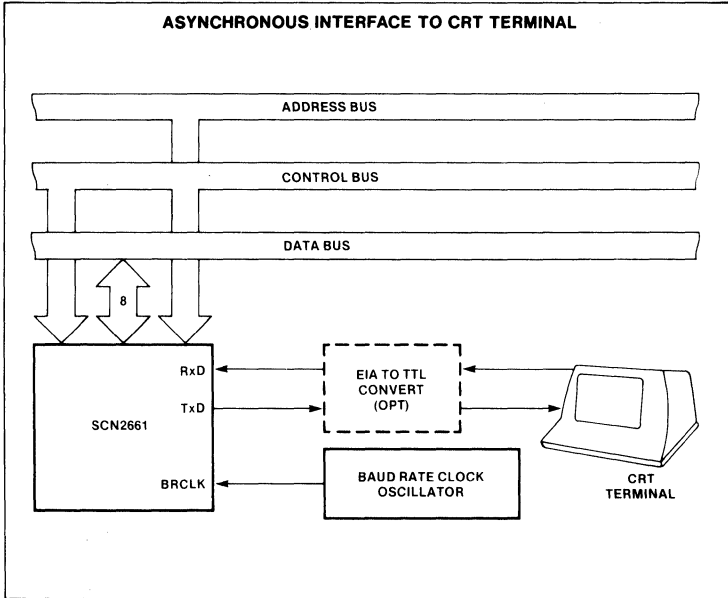 ASYNCHRONOUS INTERFACE TO CRT TERMINAL
ADDRESS BUS
CONTROL BUS
DATA BUS
8
RxD
TxD
SCN2661
BRCLK
EIA TO TTL
CONVERT
(OPT)
BAUD RATE CLOCK
OSCILLATOR
CRT
TERMINAL